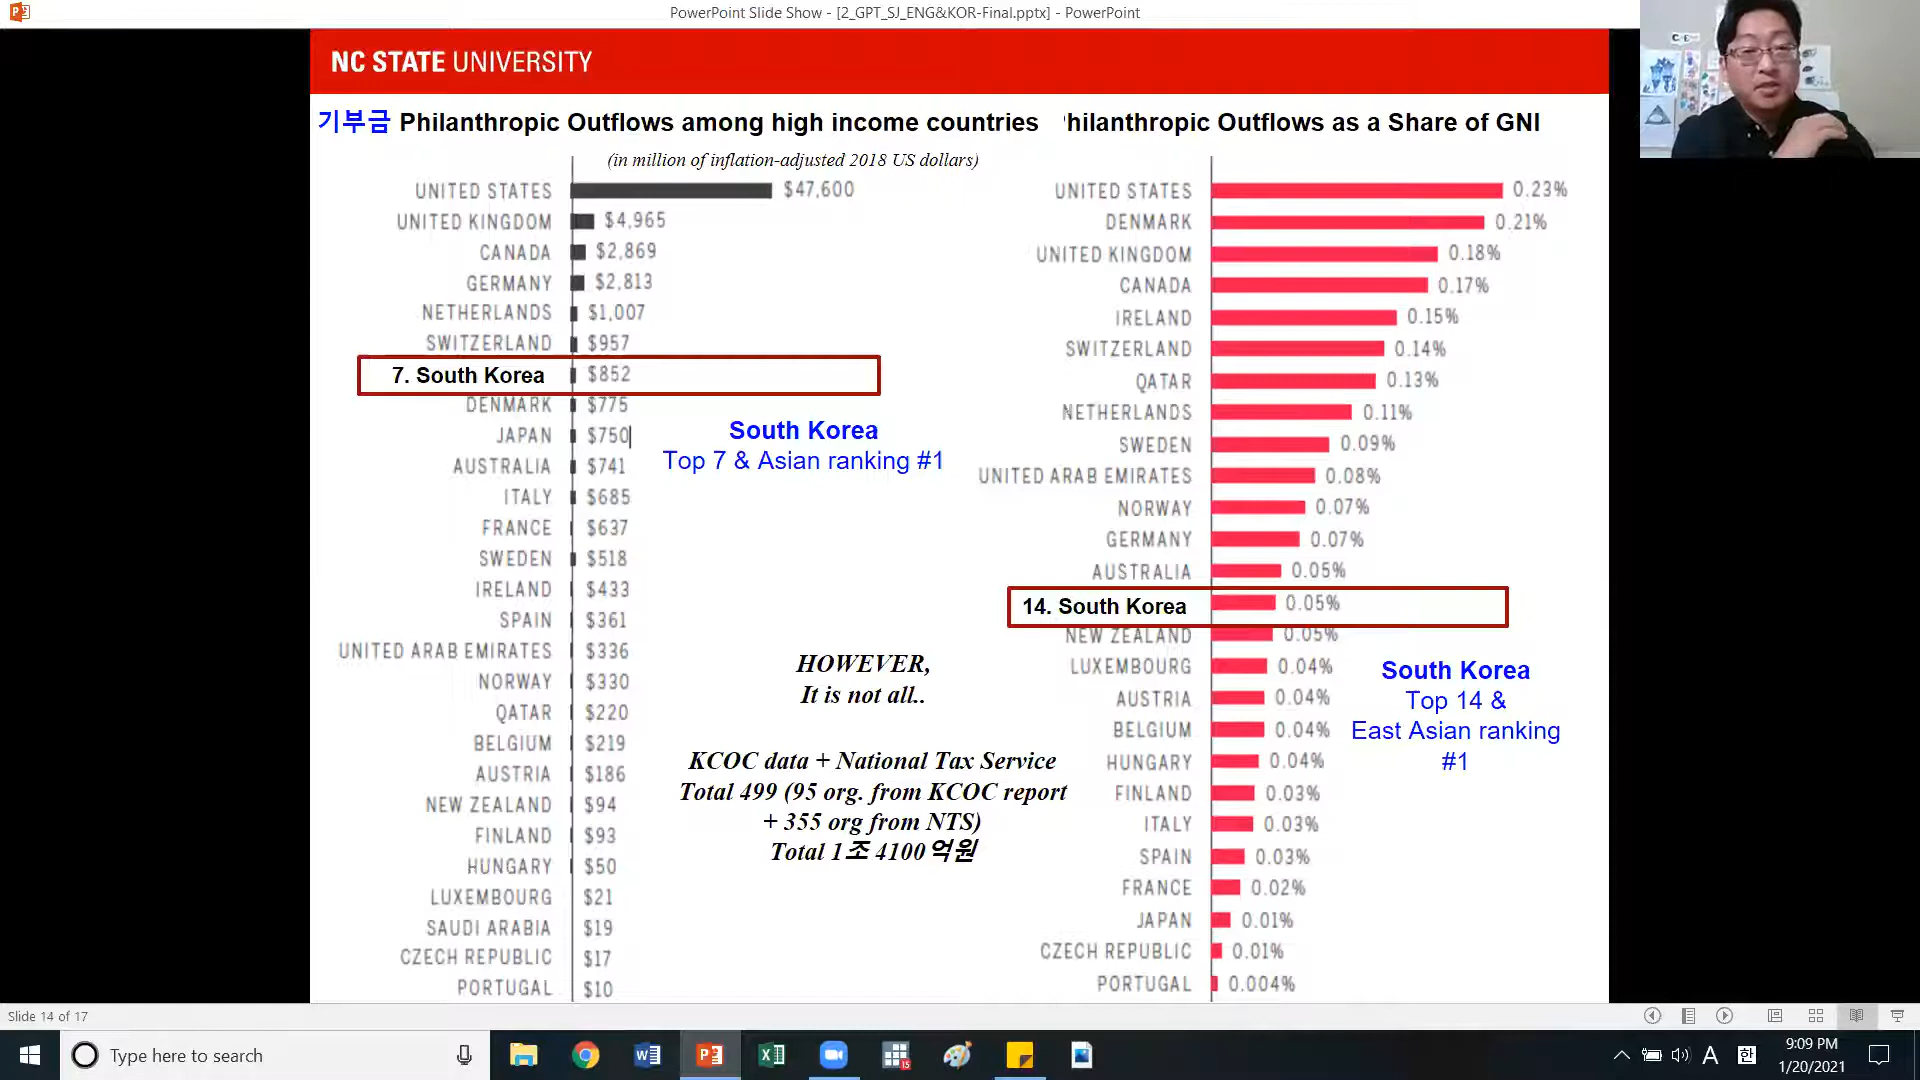 PowerPoint Slide Show - [2_GPT_SJ_ENG&KOR-Final.pptx] - PowerPoint
NC STATE UNIVERSITY
기부금 Philanthropic Outflows among high income countries
(in million of inflation-adjusted 2018 US dollars)
UNITED STATES $47,600
UNITED KINGDOM $4,965
CANADA $2,869
GERMANY $2,813
NETHERLANDS $1,007
SWITZERLAND $957
7. South Korea $852
DENMARK $775
JAPAN $750
AUSTRALIA $741
ITALY $685
FRANCE $637
SWEDEN $518
IRELAND $433
SPAIN $361
UNITED ARAB EMIRATES $336
NORWAY $330
QATAR $220
BELGIUM $219
AUSTRIA $186
NEW ZEALAND $94
FINLAND $93
HUNGARY $50
LUXEMBOURG $21
SAUDI ARABIA $19
CZECH REPUBLIC $17
PORTUGAL $10
South Korea
Top 7 & Asian ranking #1
HOWEVER,
It is not all..
KCOC data + National Tax Service
Total 499 (95 org. from KCOC report
+ 355 org from NTS)
Total 1조 4100억원
hilanthropic Outflows as a Share of GNI
UNITED STATES 0.23%
DENMARK 0.21%
UNITED KINGDOM 0.18%
CANADA 0.17%
IRELAND 0.15%
SWITZERLAND 0.14%
QATAR 0.13%
NETHERLANDS 0.11%
SWEDEN 0.09%
UNITED ARAB EMIRATES 0.08%
NORWAY 0.07%
GERMANY 0.07%
AUSTRALIA 0.05%
14. South Korea 0.05%
NEW ZEALAND 0.05%
LUXEMBOURG 0.04%
AUSTRIA 0.04%
BELGIUM 0.04%
HUNGARY 0.04%
FINLAND 0.03%
ITALY 0.03%
SPAIN 0.03%
FRANCE 0.02%
JAPAN 0.01%
CZECH REPUBLIC 0.01%
PORTUGAL 0.004%
South Korea
Top 14 &
East Asian ranking
#1
Slide 14 of 17
Type here to search
15
A
한
9:09 PM
1/20/2021